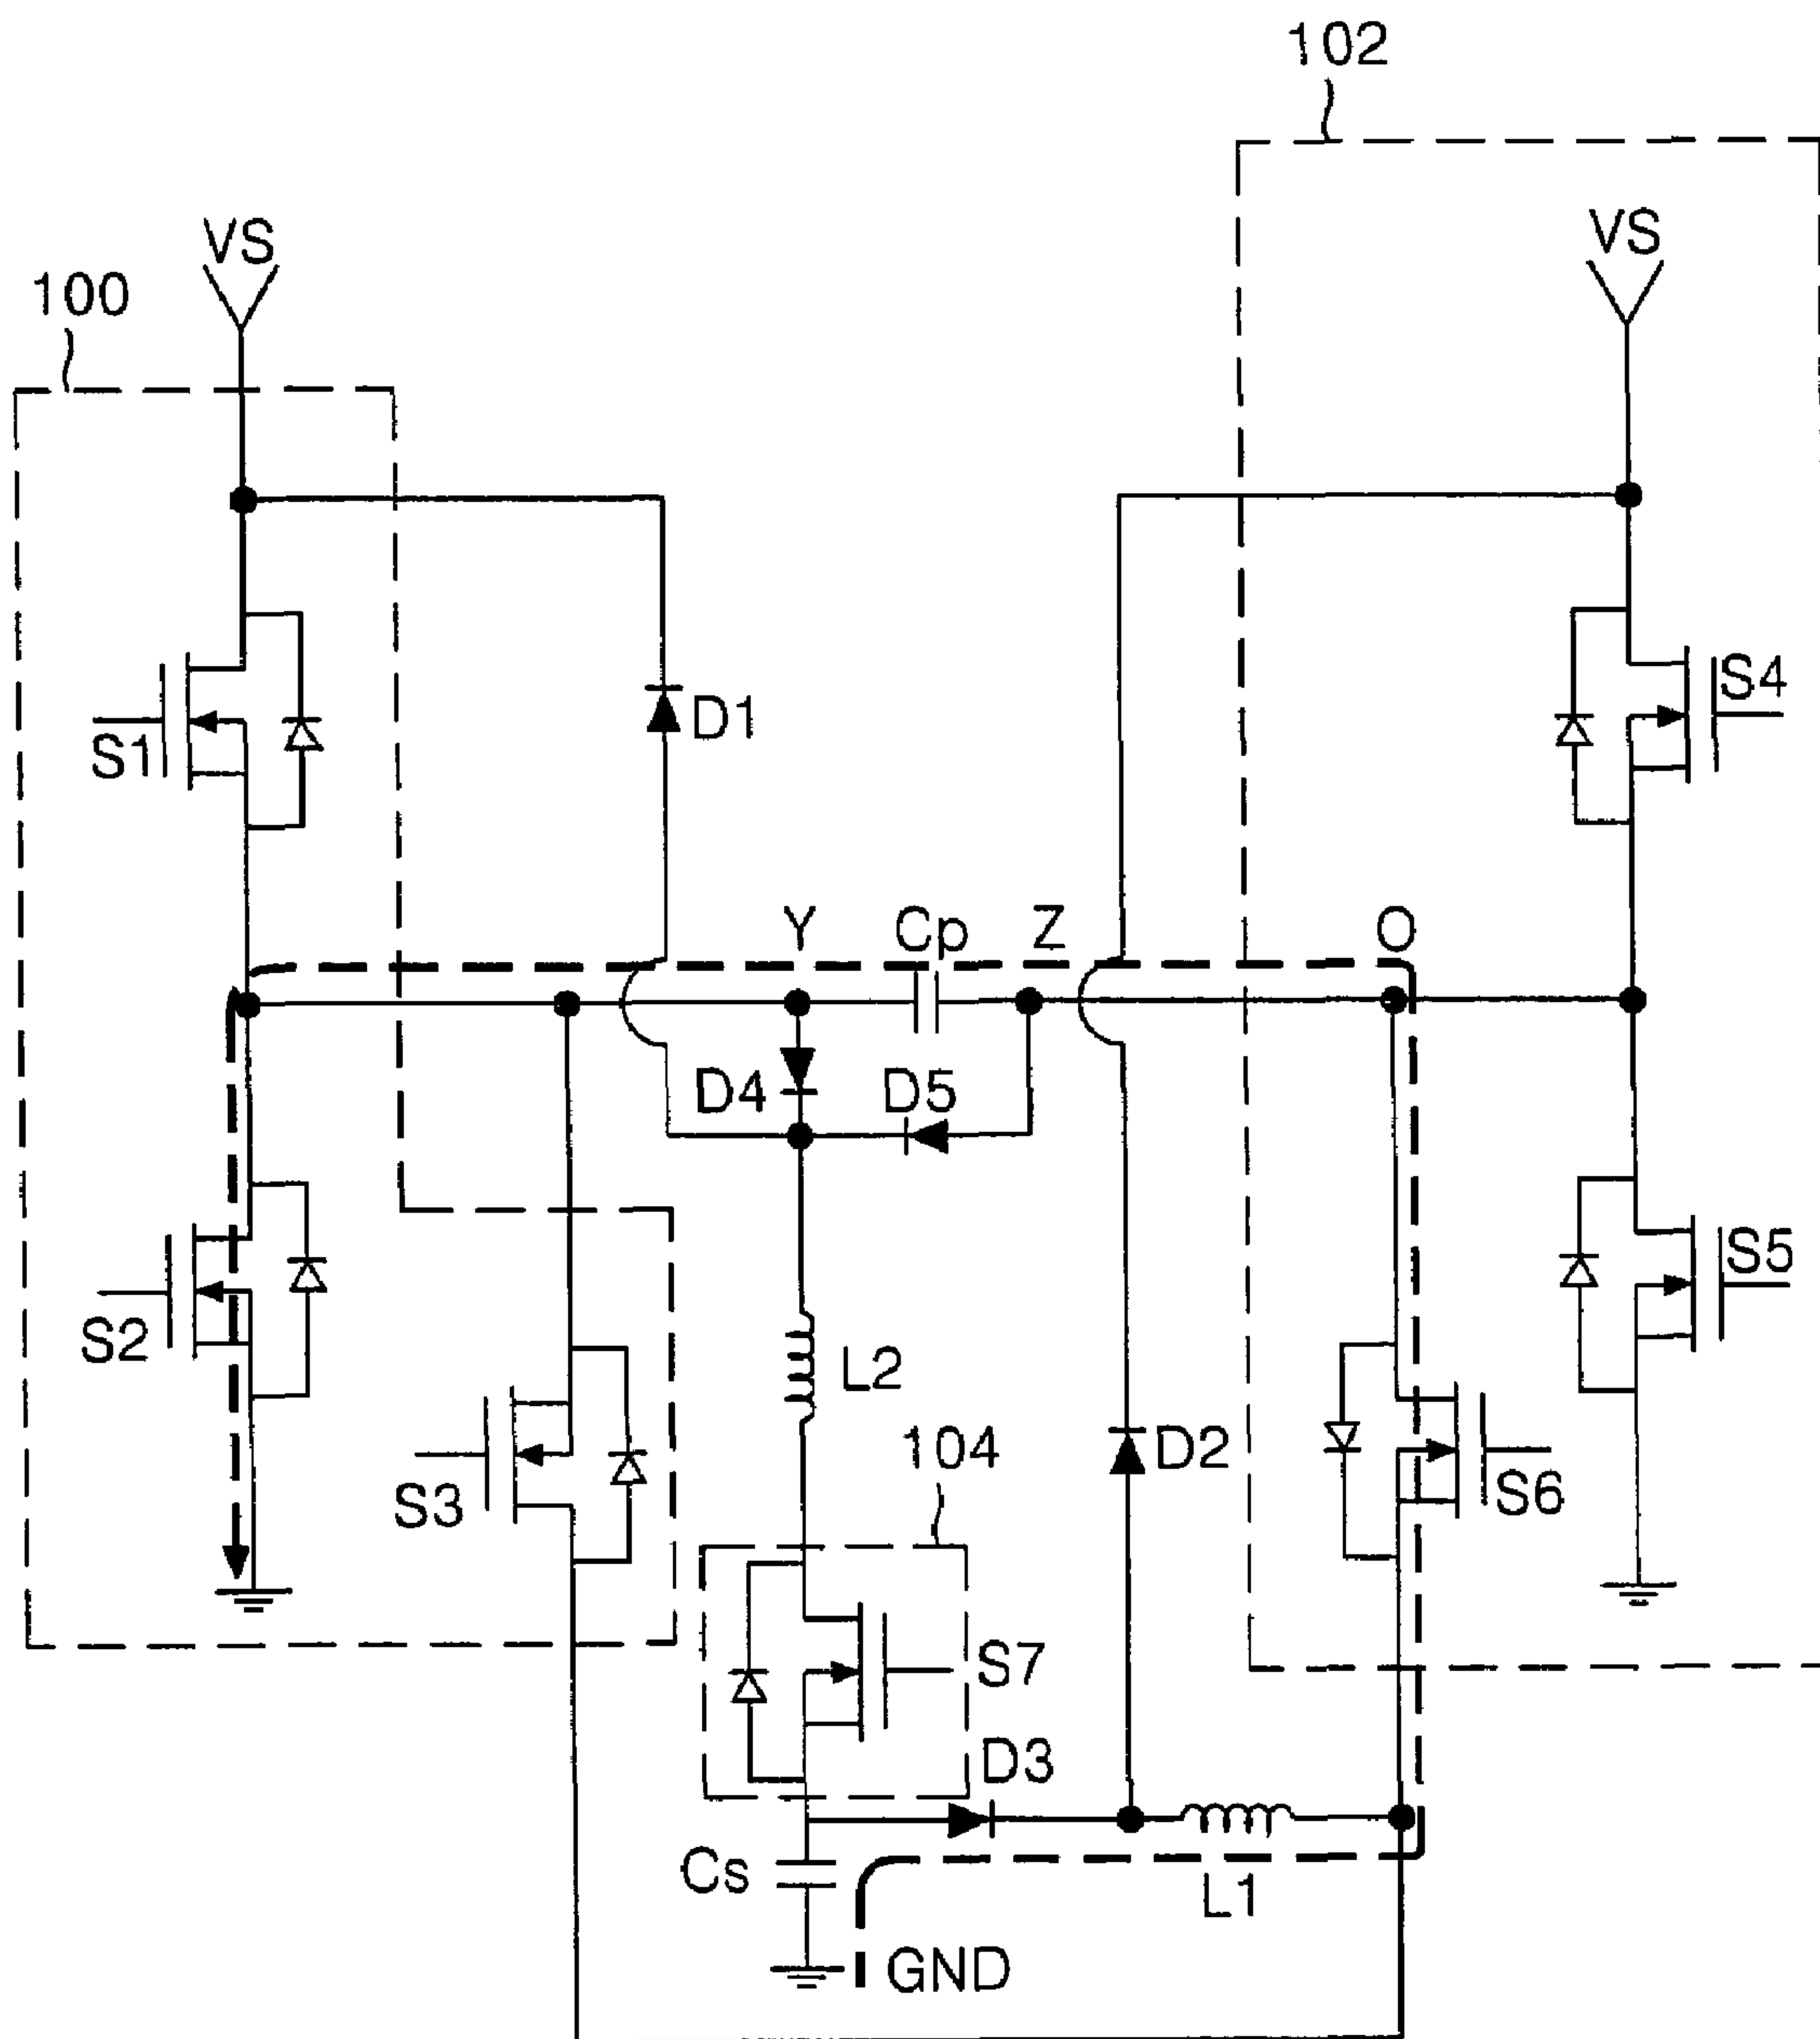 102
VS
VS
100
S4
D1
S1
Y
Cp
Z
O
D4
D5
S5
S2
L2
104
D2
S3
S6
S7
D3
Cs
L1
GND